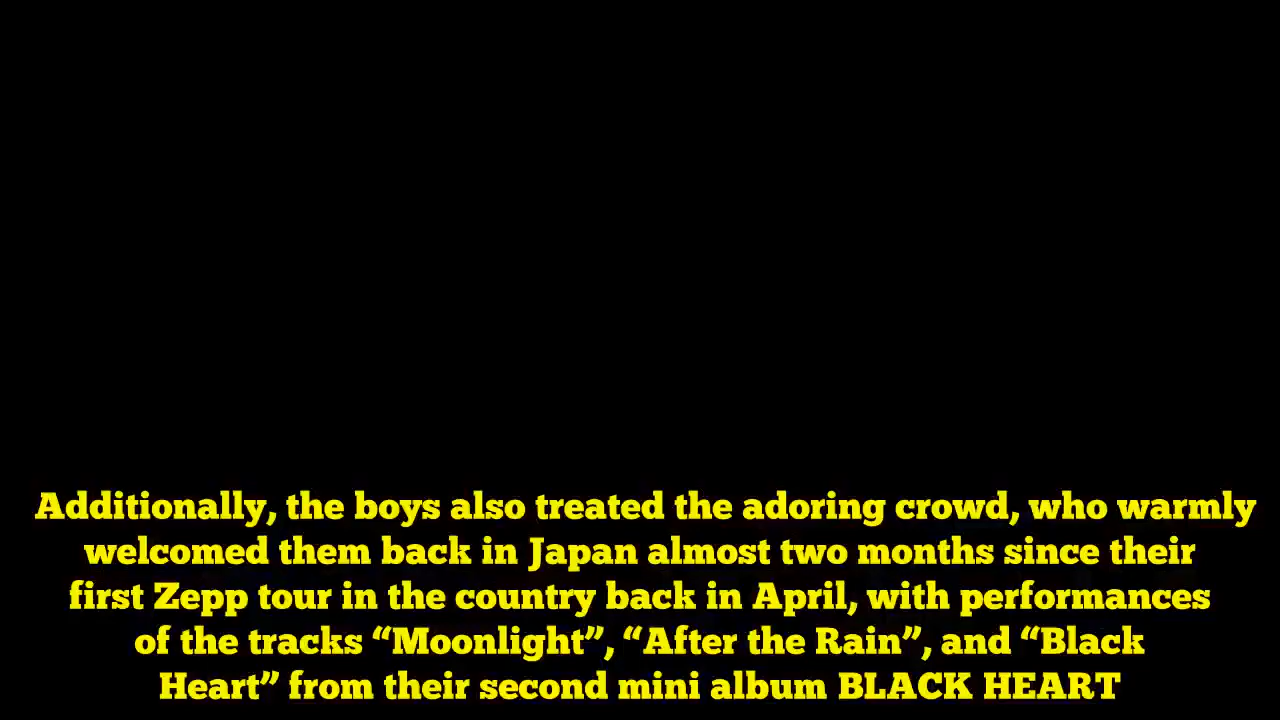 Additionally, the boys also treated the adoring crowd, who warmly
welcomed them back in Japan almost two months since their
first Zepp tour in the country back in April, with performances
of the tracks “Moonlight”, “After the Rain”, and “Black
Heart” from their second mini album BLACK HEART